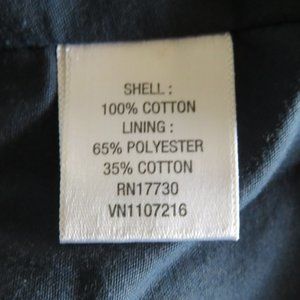 SHELL :
100% COTTON
LINING :
65% POLYESTER
35% COTTON
RN17730
VN1107216